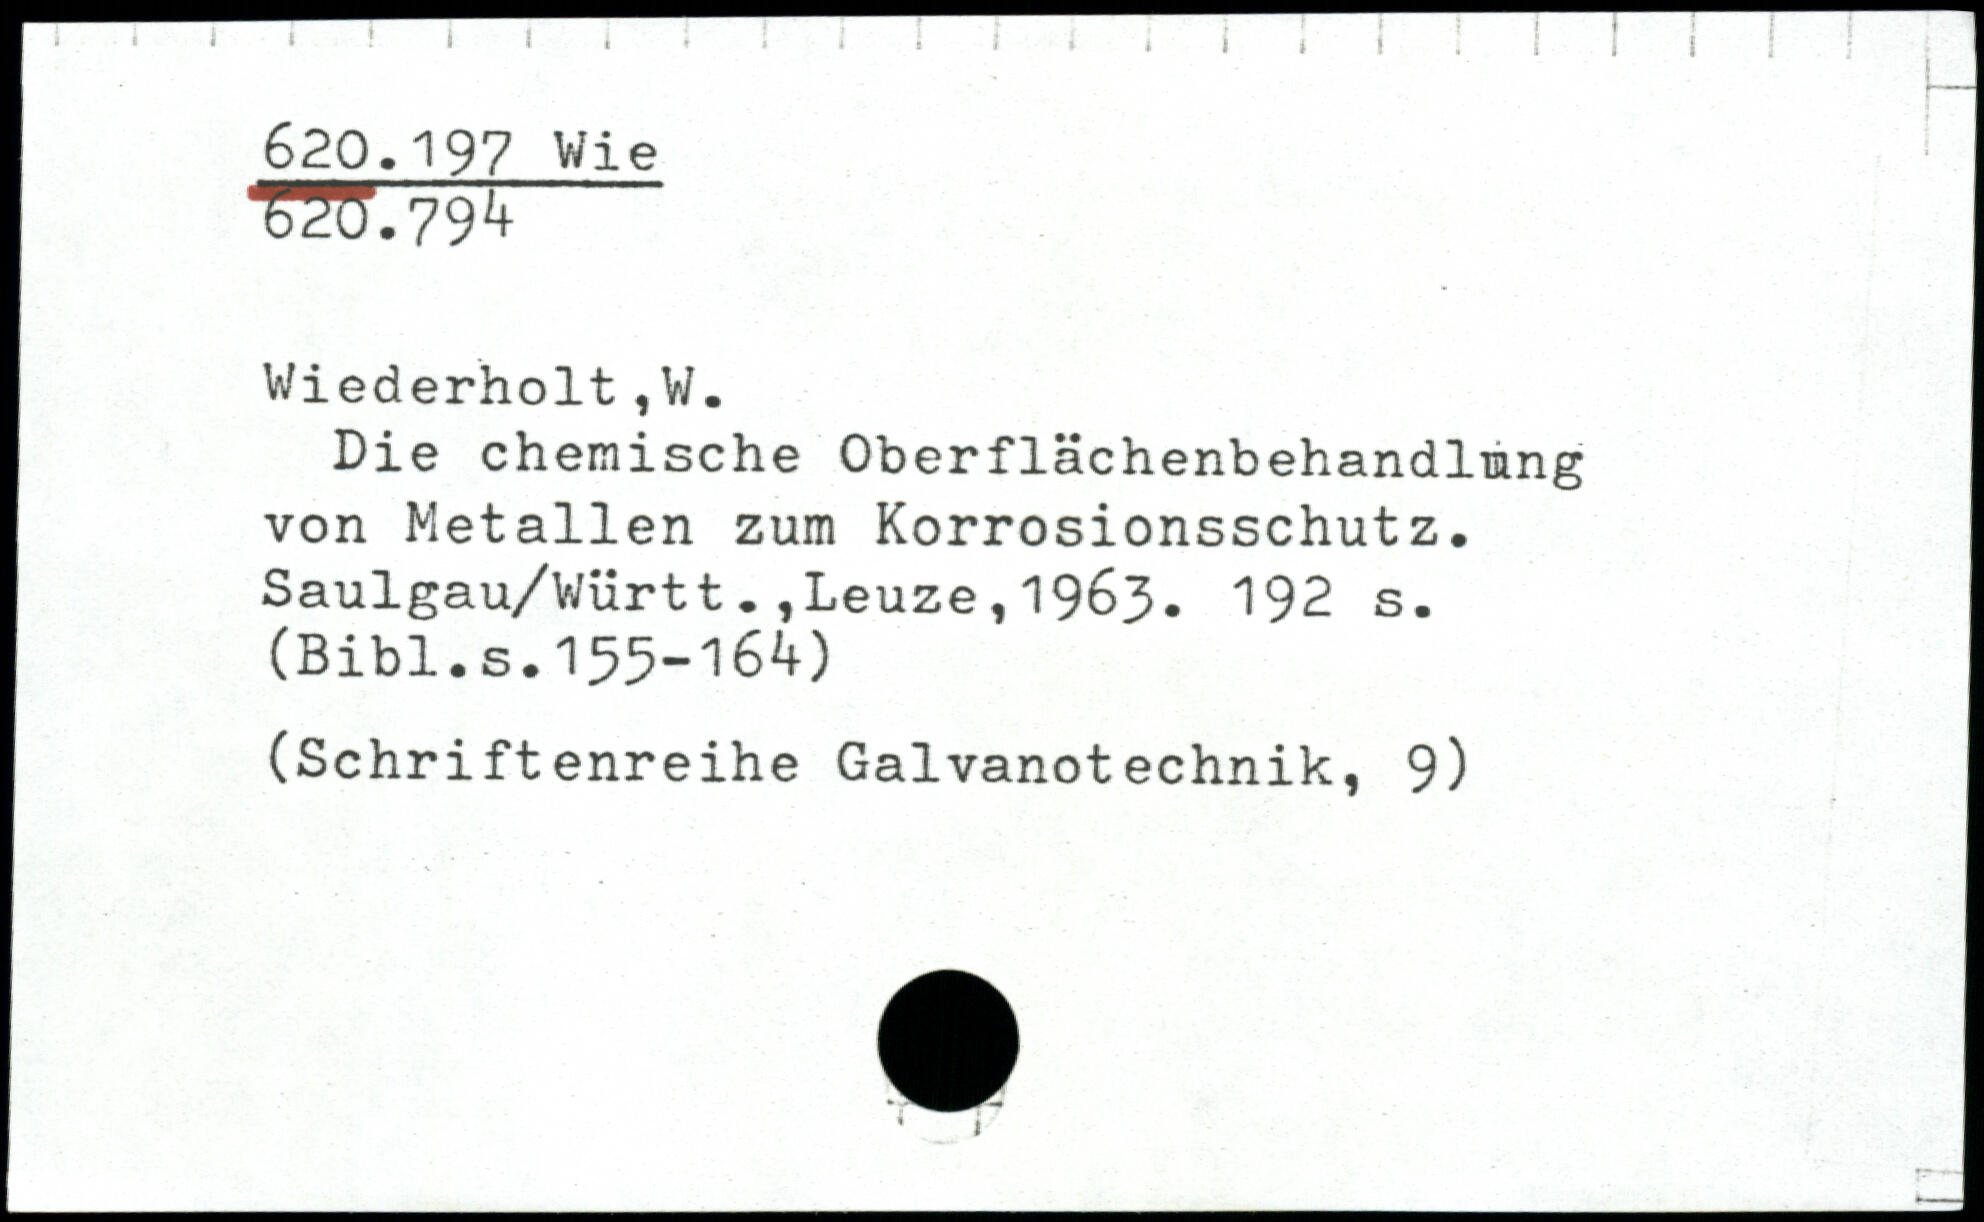 620.197 Wie
620.794
Wiederholt,W.
Die chemische Oberflächenbehandlung
von Metallen zum Korrosionsschutz.
Saulgau/Württ.,Leuze,1963. 192 s.
(Bibl.s.155-164)
(Schriftenreihe Galvanotechnik, 9)